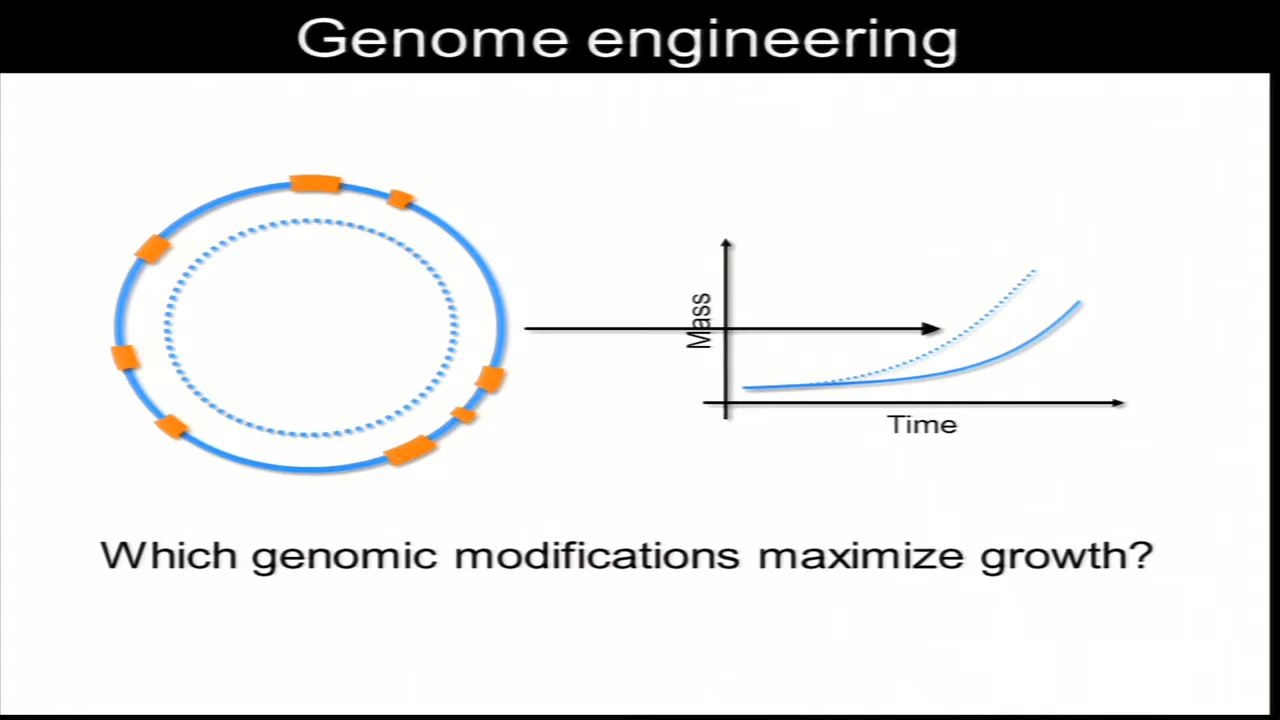 Genome engineering
Mass
Time
Which genomic modifications maximize growth?